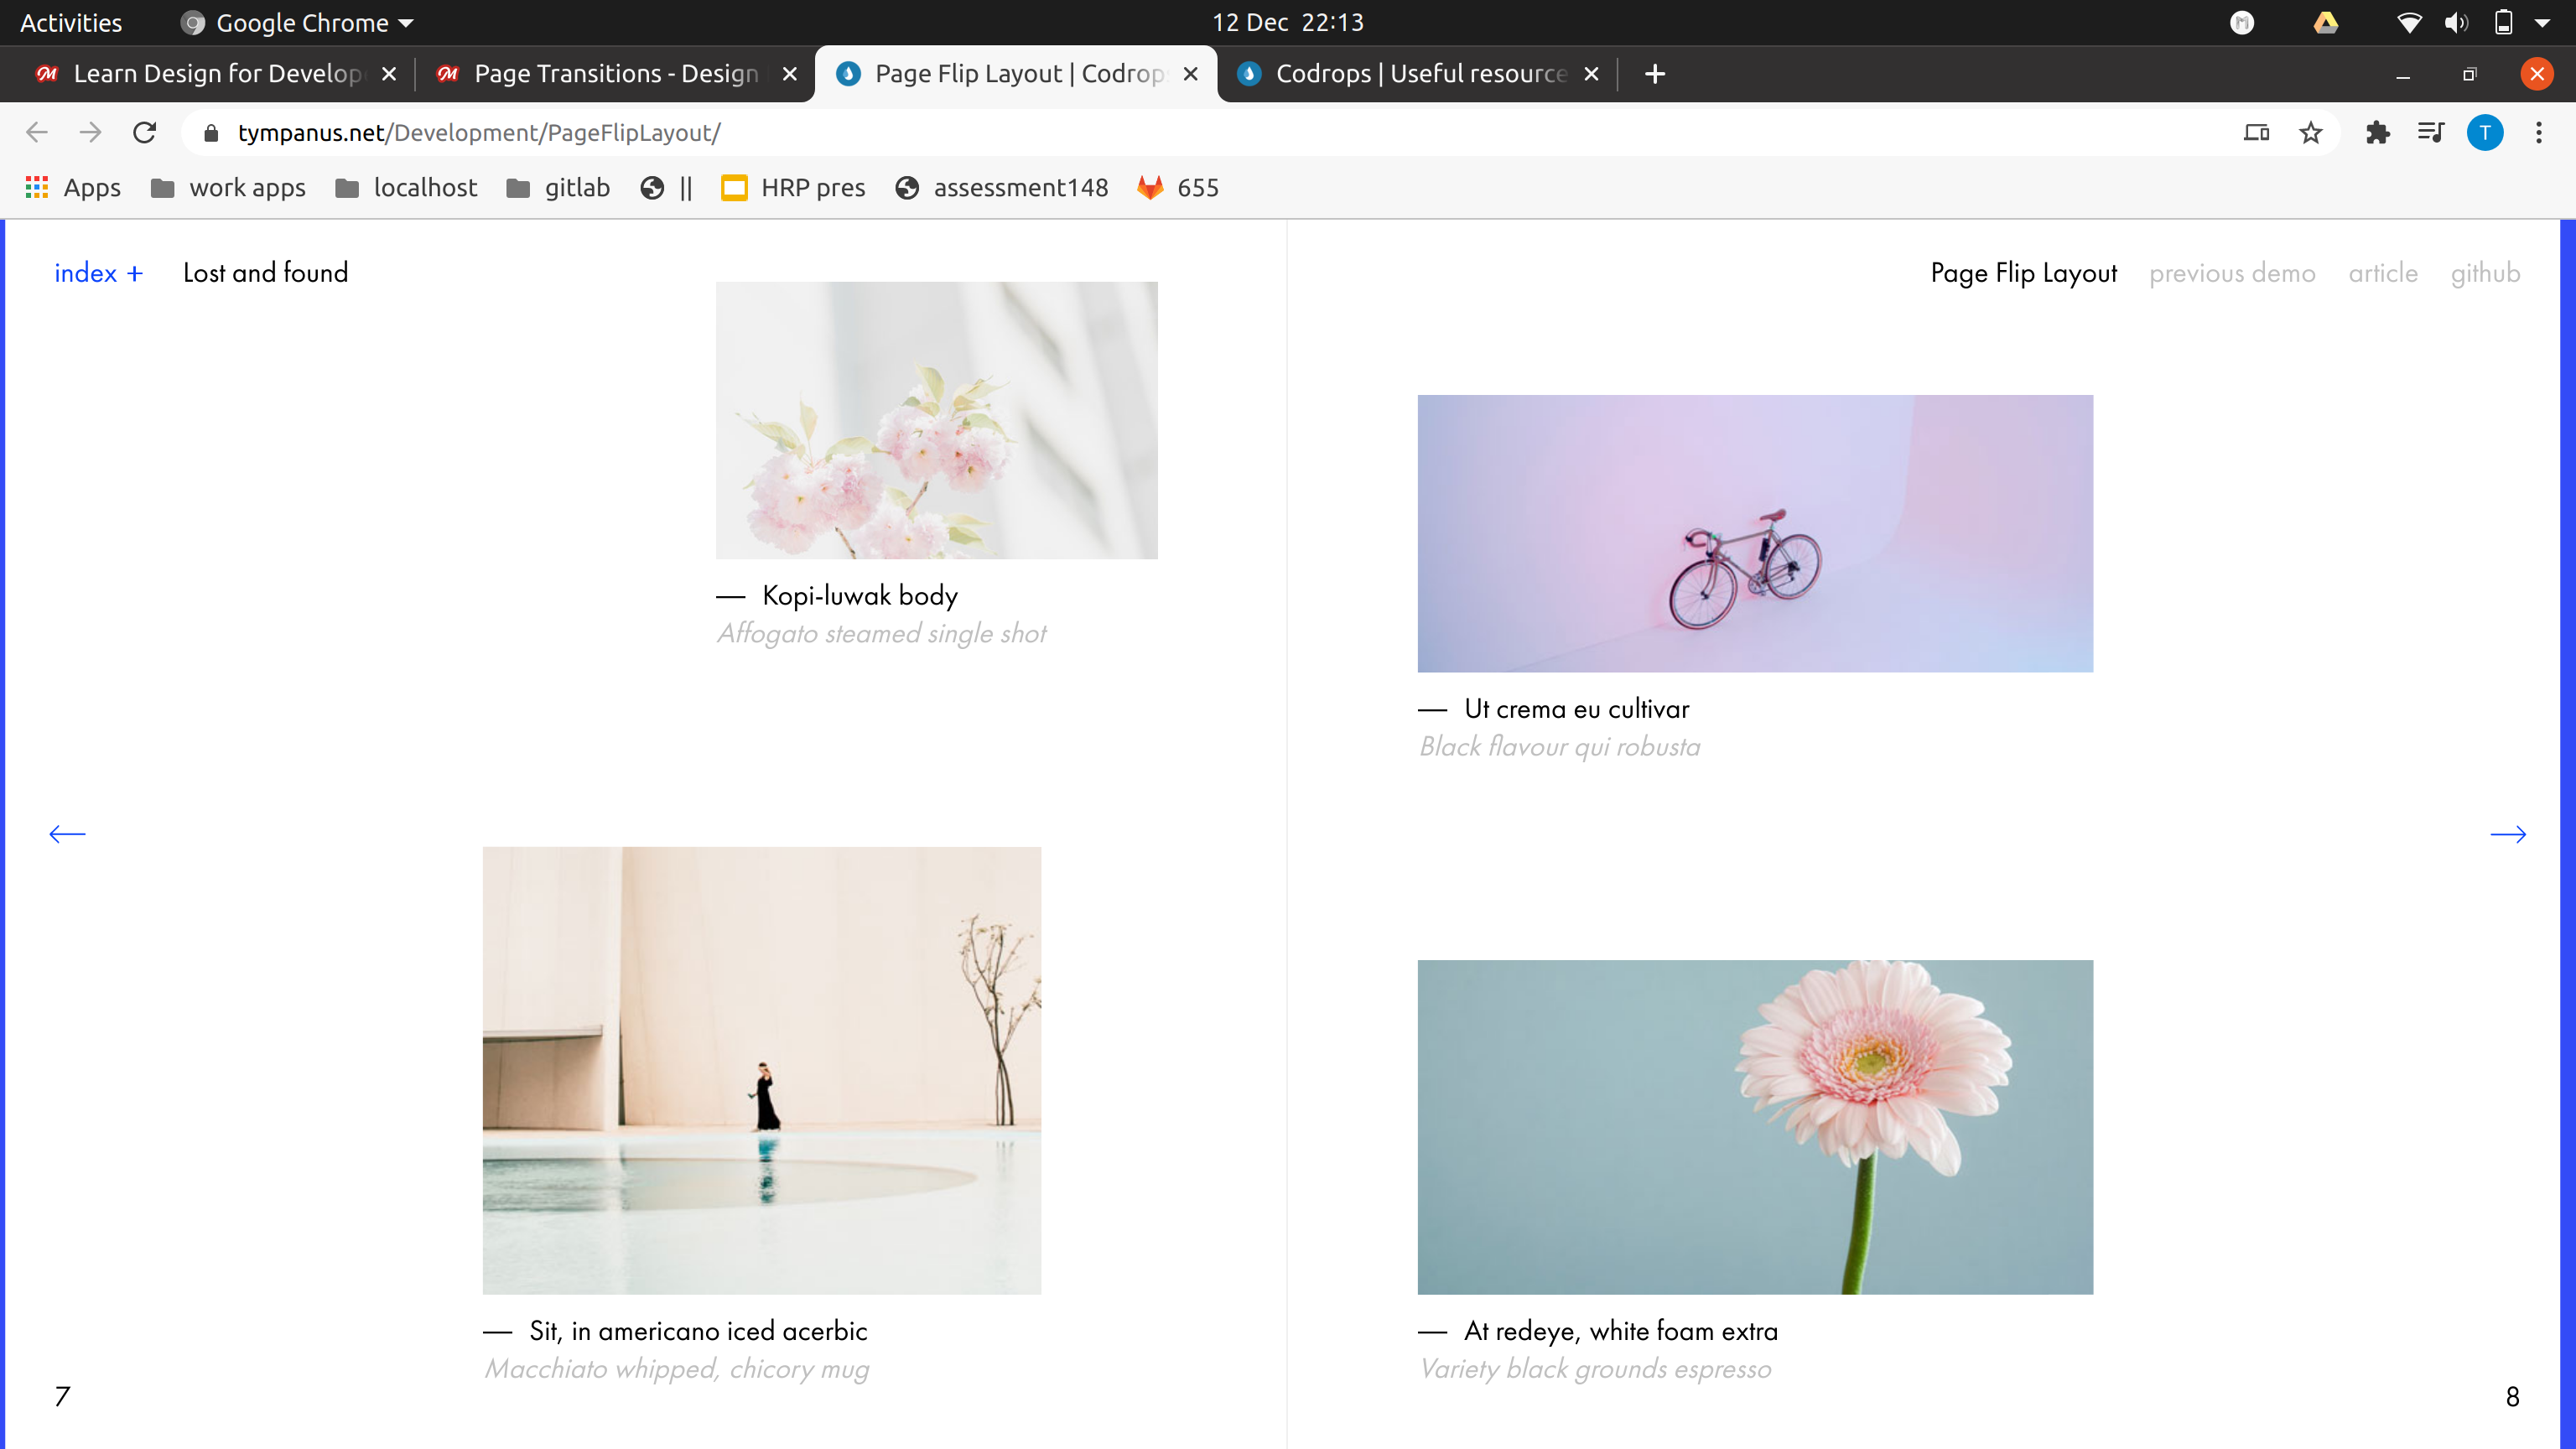 Activities Google Chrome 12 Dec 22:13
Learn Design for Develop Page Transitions - Design Page Flip Layout | Codrops Codrops | Useful resource
tympanus.net/Development/PageFlipLayout/ T
Apps work apps localhost gitlab || HRP pres assessment148 655
index + Lost and found Page Flip Layout previous demo article github
— Kopi-luwak body
Affogato steamed single shot
— Ut crema eu cultivar
Black flavour qui robusta
— Sit, in americano iced acerbic
Macchiato whipped, chicory mug
— At redeye, white foam extra
Variety black grounds espresso
7 8